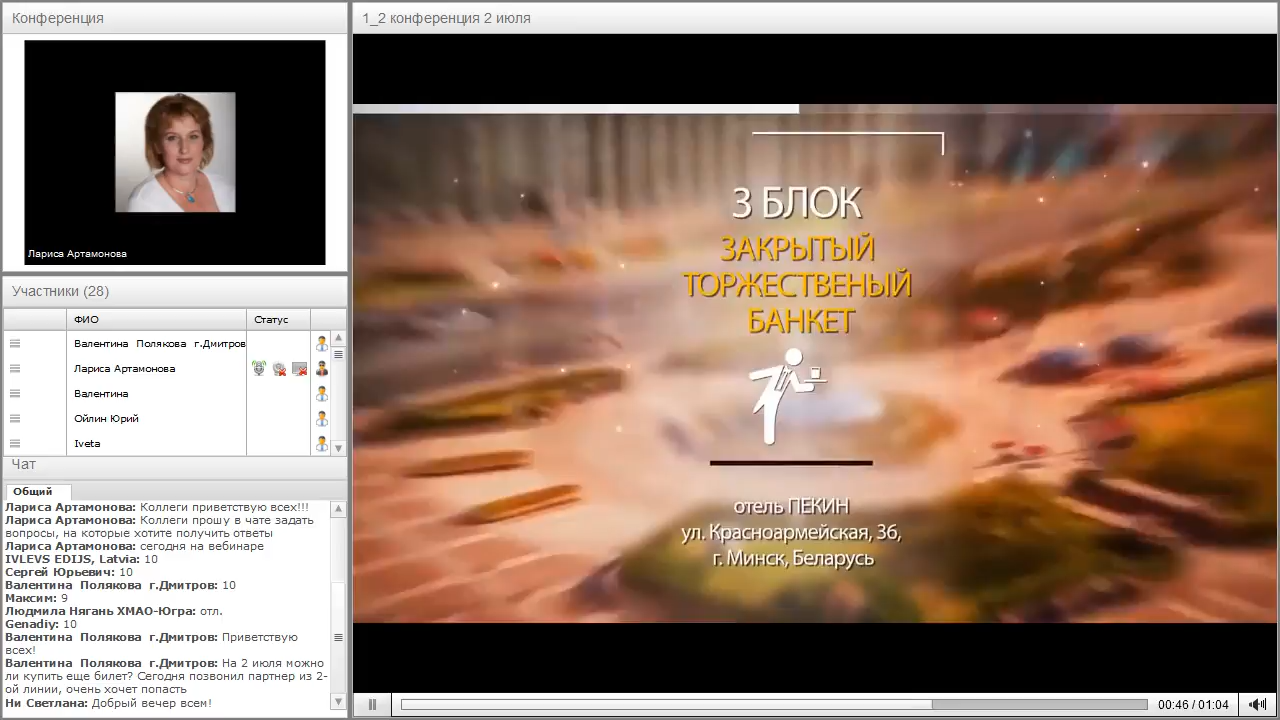 Конференция
Лариса Артамонова
Участники (28)
ФИО Статус
Валентина Полякова г.Дмитров
Лариса Артамонова
Валентина
Ойлин Юрий
Iveta
Чат
Общий
Лариса Артамонова: Коллеги приветствую всех!!!
Лариса Артамонова: Коллеги прошу в чате задать
вопросы, на которые хотите получить ответы
Лариса Артамонова: сегодня на вебинаре
IVLEVS EDIJS, Latvia: 10
Сергей Юрьевич: 10
Валентина Полякова г.Дмитров: 10
Максим: 9
Людмила Нягань ХМАО-Югра: отл.
Genadiy: 10
Валентина Полякова г.Дмитров: Приветствую
всех!
Валентина Полякова г.Дмитров: На 2 июля можно
ли купить еще билет? Сегодня позвонил партнер из 2-
ой линии, очень хочет попасть
Ни Светлана: Добрый вечер всем!
1_2 конференция 2 июля
3 БЛОК
ЗАКРЫТЫЙ
ТОРЖЕСТВЕНЫЙ
БАНКЕТ
отель ПЕКИН
ул. Красноармейская, 36,
г. Минск, Беларусь
00:46 / 01:04